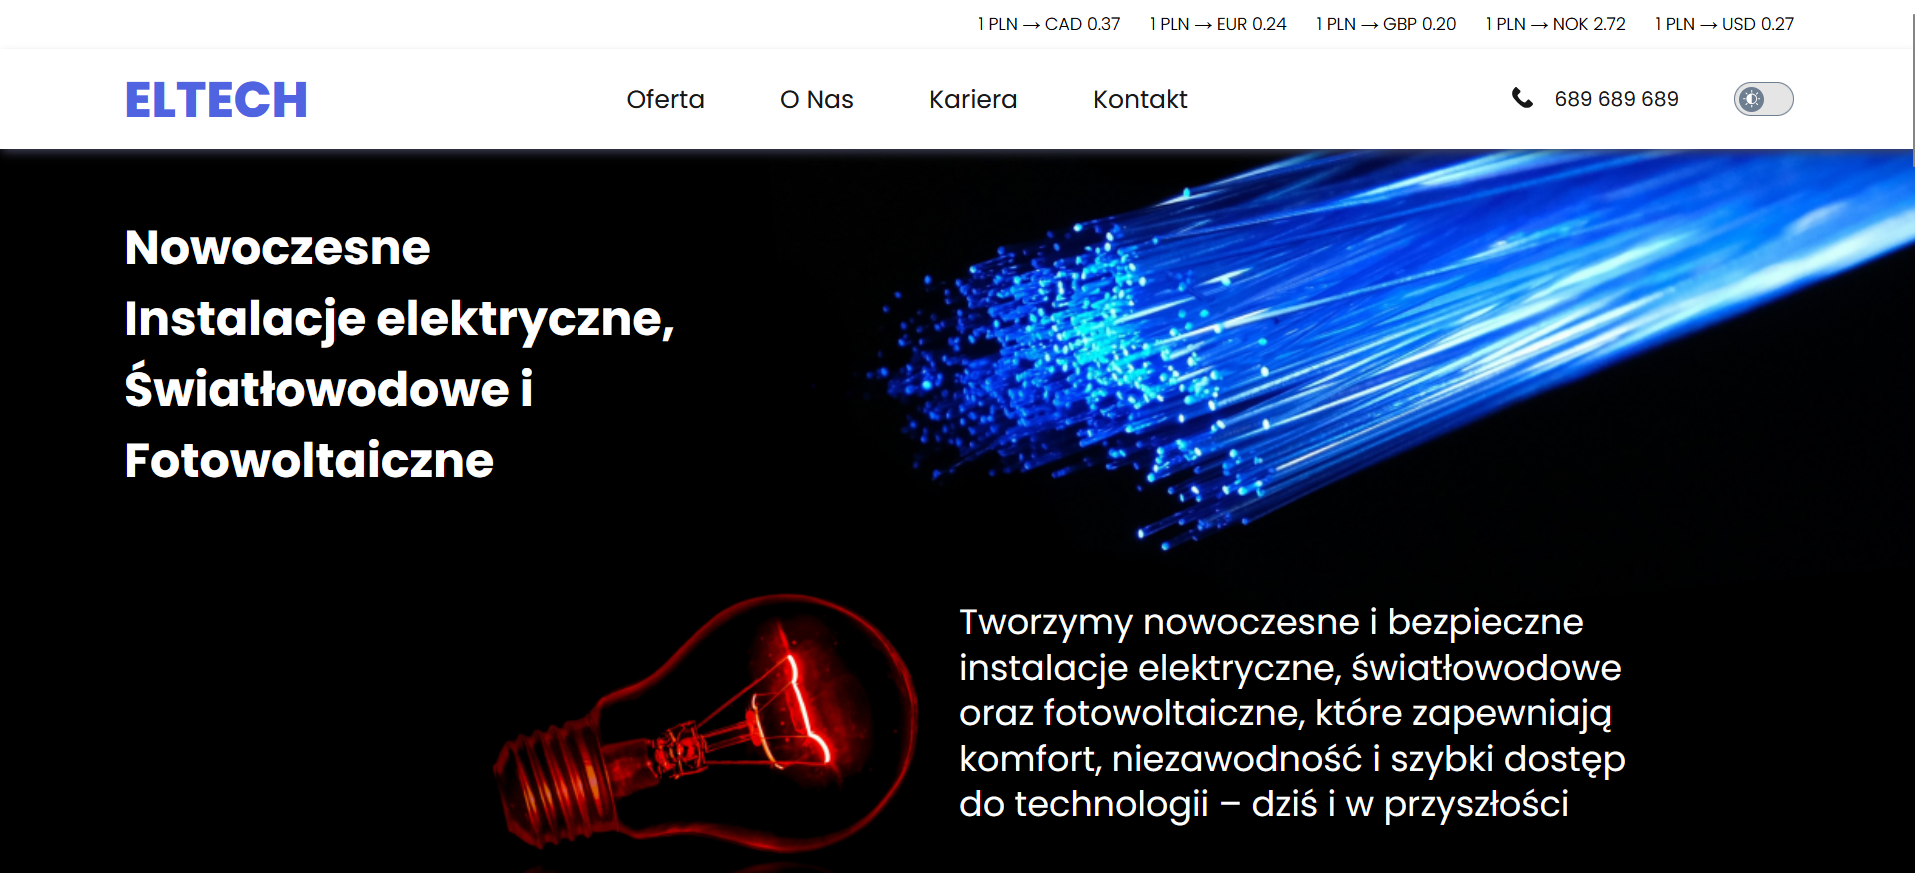 1 PLN → CAD 0.37 1 PLN → EUR 0.24 1 PLN → GBP 0.20 1 PLN → NOK 2.72 1 PLN → USD 0.27
ELTECH Oferta O Nas Kariera Kontakt 689 689 689
Nowoczesne
Instalacje elektryczne,
Światłowodowe i
Fotowoltaiczne
Tworzymy nowoczesne i bezpieczne
instalacje elektryczne, światłowodowe
oraz fotowoltaiczne, które zapewniają
komfort, niezawodność i szybki dostęp
do technologii – dziś i w przyszłości